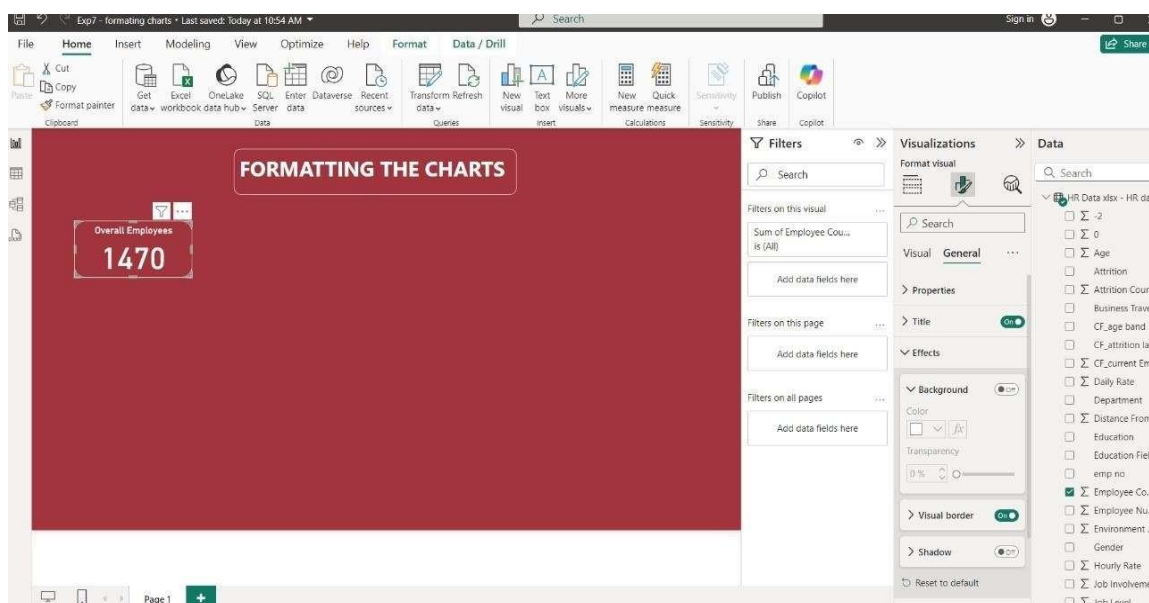 Exp7 - formating charts • Last saved: Today at 10:54 AM
Search
Sign in
File Home Insert Modeling View Optimize Help Format Data / Drill
Share
Paste
Cut
Copy
Format painter
Get data
Excel workbook
OneLake data hub
SQL Server
Enter data
Dataverse
Recent sources
Transform data
Refresh
New visual
Text box
More visuals
New measure
Quick measure
Sensitivity
Publish
Copilot
Clipboard
Data
Queries
Insert
Calculations
Sensitivity
Share
Copilot
FORMATTING THE CHARTS
Overall Employees
1470
Filters
Search
Filters on this visual ...
Sum of Employee Cou...
is (All)
Add data fields here
Filters on this page ...
Add data fields here
Filters on all pages ...
Add data fields here
Visualizations
Format visual
Search
Visual General ...
Properties
Title On
Effects
Background Off
Color
fx
Transparency
0 %
Visual border On
Shadow Off
Reset to default
Data
Search
HR Data xlsx - HR da
Σ -2
Σ 0
Σ Age
Attrition
Σ Attrition Cour
Business Trave
CF_age band
CF_attrition la
Σ CF_current Em
Σ Daily Rate
Department
Σ Distance From
Education
Education Fiel
emp no
Σ Employee Co.
Σ Employee Nu.
Σ Environment
Gender
Σ Hourly Rate
Σ Job Involveme
Σ Job Level
Page 1 +